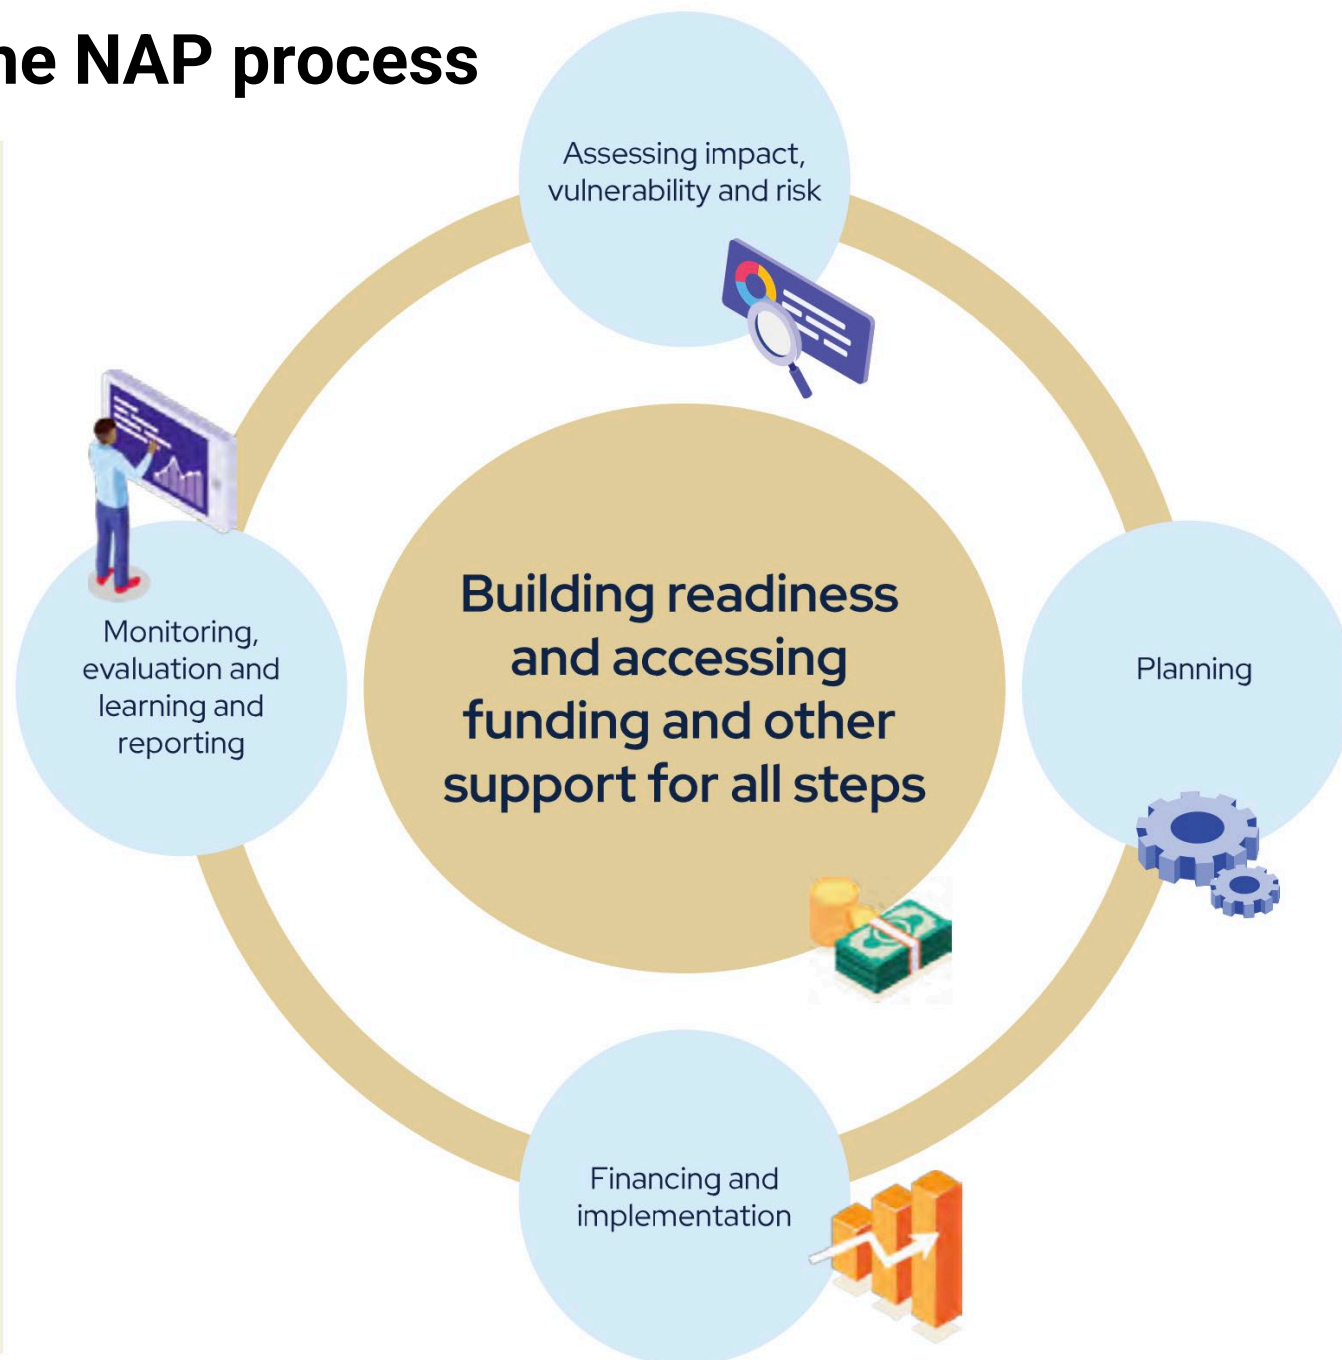 NAP process
Assessing impact,
vulnerability and risk
Monitoring,
evaluation and
learning and
reporting
Building readiness
and accessing
funding and other
support for all steps
Planning
Financing and
implementation